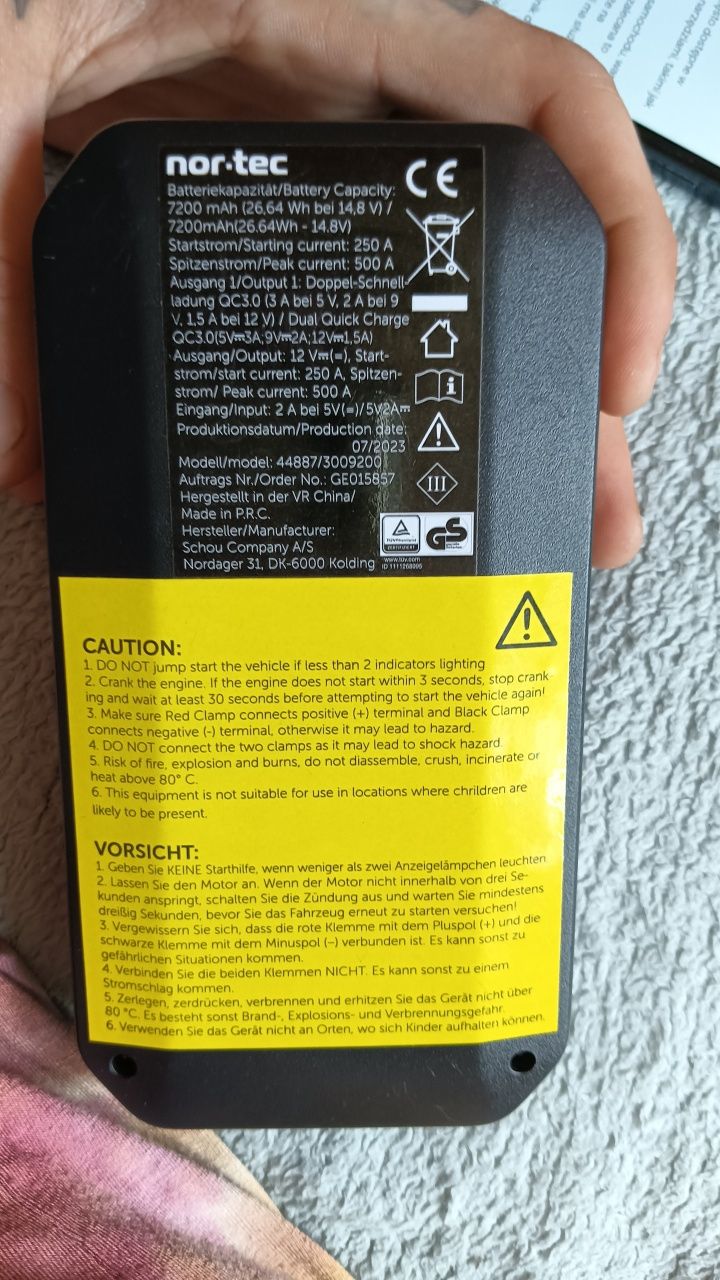 nor·tec
Batteriekapazität/Battery Capacity:
7200 mAh (26,64 Wh bei 14,8 V) /
7200mAh(26.64Wh - 14.8V)
Startstrom/Starting current: 250 A
Spitzenstrom/Peak current: 500 A
Ausgang 1/Output 1: Doppel-Schnell-
ladung QC3.0 (3 A bei 5 V, 2 A bei 9
V, 1,5 A bei 12 V) / Dual Quick Charge
QC3.0(5V⎓3A;9V⎓2A;12V⎓1,5A)
Ausgang/Output: 12 V⎓(=), Start-
strom/start current: 250 A, Spitzen-
strom/ Peak current: 500 A
Eingang/Input: 2 A bei 5V(=)/5V2A⎓
Produktionsdatum/Production date:
07/2023
Modell/model: 44887/3009200
Auftrags Nr./Order No.: GE015857
Hergestellt in der VR China/
Made in P.R.C.
Hersteller/Manufacturer:
Schou Company A/S
Nordager 31, DK-6000 Kolding
CE
III
TÜVRheinland
ZERTIFIZIERT
GS
www.tuv.com
CAUTION:
1. DO NOT jump start the vehicle if less than 2 indicators lighting
2. Crank the engine. If the engine does not start within 3 seconds, stop crank-
ing and wait at least 30 seconds before attempting to start the vehicle again!
3. Make sure Red Clamp connects positive (+) terminal and Black Clamp
connects negative (-) terminal, otherwise it may lead to hazard.
4. DO NOT connect the two clamps as it may lead to shock hazard.
5. Risk of fire, explosion and burns, do not diassemble, crush, incinerate or
heat above 80° C.
6. This equipment is not suitable for use in locations where chrildren are
likely to be present.
VORSICHT:
1. Geben Sie KEINE Starthilfe, wenn weniger als zwei Anzeigelämpchen leuchten.
2. Lassen Sie den Motor an. Wenn der Motor nicht innerhalb von drei Se-
kunden anspringt, schalten Sie die Zündung aus und warten Sie mindestens
dreißig Sekunden, bevor Sie das Fahrzeug erneut zu starten versuchen!
3. Vergewissern Sie sich, dass die rote Klemme mit dem Pluspol (+) und die
schwarze Klemme mit dem Minuspol (–) verbunden ist. Es kann sonst zu
gefährlichen Situationen kommen.
4. Verbinden Sie die beiden Klemmen NICHT. Es kann sonst zu einem
Stromschlag kommen.
5. Zerlegen, zerdrücken, verbrennen und erhitzen Sie das Gerät nicht über
80 °C. Es besteht sonst Brand-, Explosions- und Verbrennungsgefahr.
6. Verwenden Sie das Gerät nicht an Orten, wo sich Kinder aufhalten können.